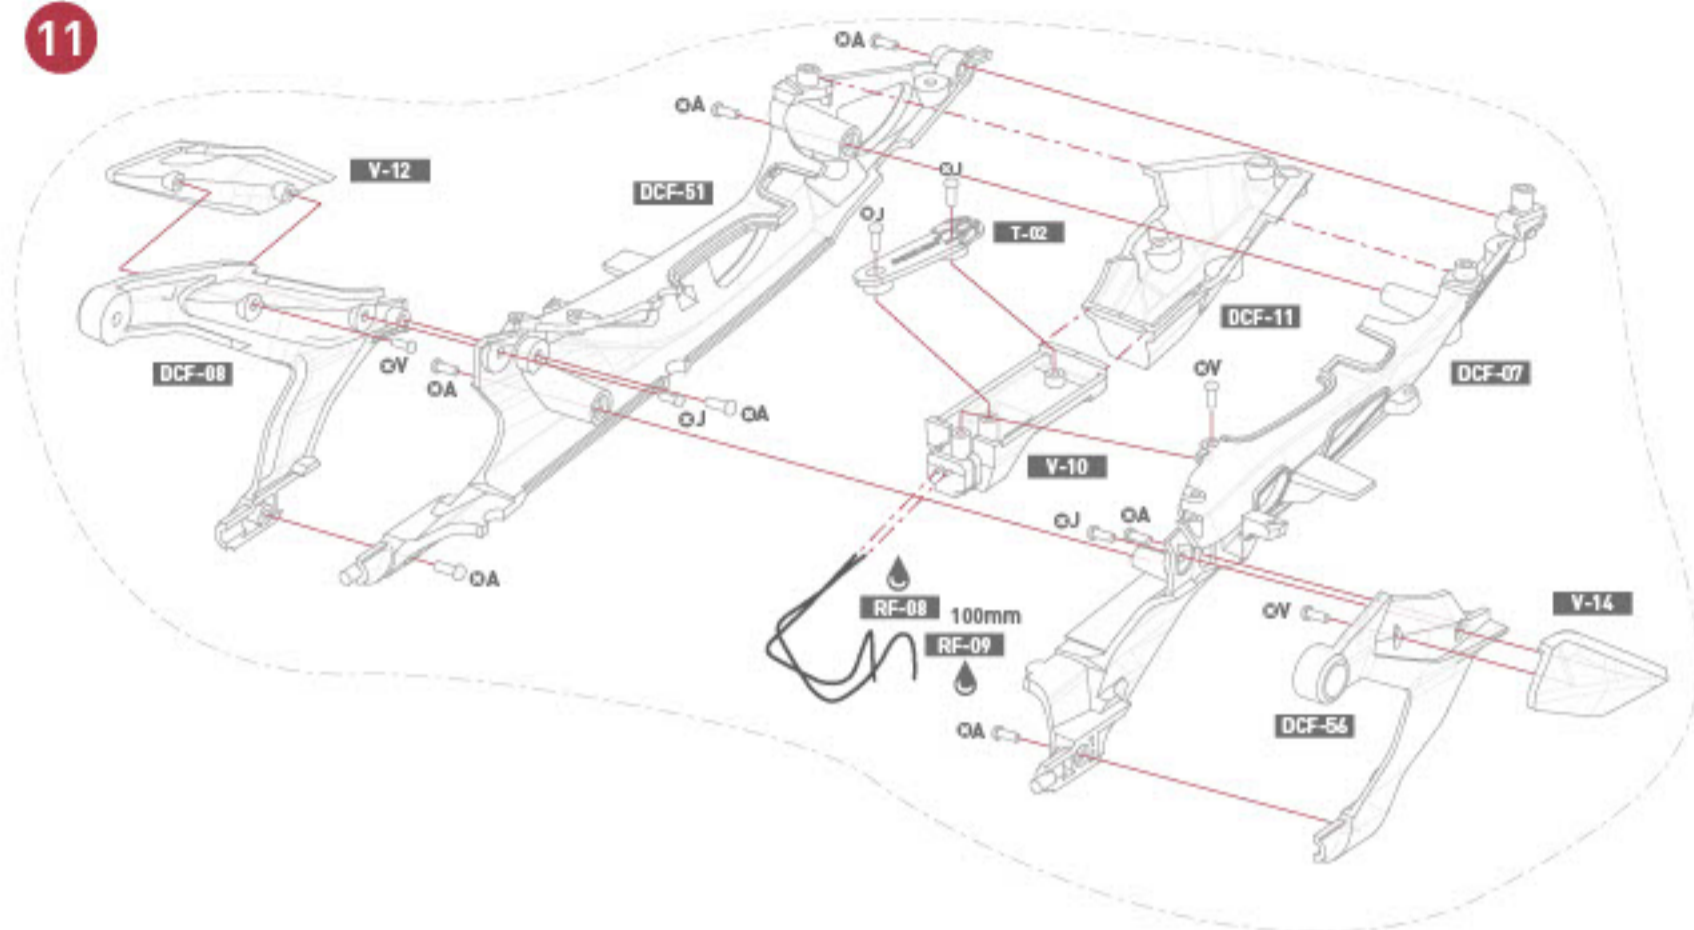 11
⊗A
⊗A
V-12
DCF-51
⊗J
⊗J
T-02
DCF-11
DCF-08
⊗V
⊗A
⊗J
⊗A
⊗V
DCF-07
V-10
⊗J
⊗A
⊗A
RF-08
100mm
RF-09
⊗V
V-14
DCF-56
⊗A